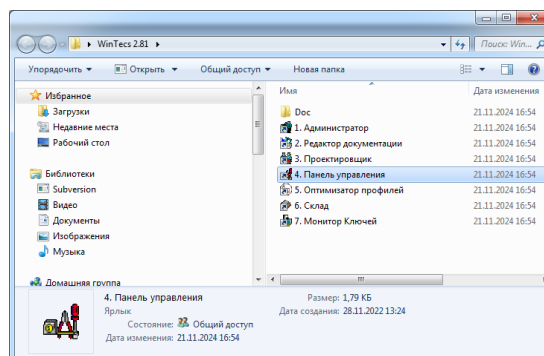 WinTecs 2.81
Поиск: Win...
Упорядочить
Открыть
Общий доступ
Новая папка
Избранное
Загрузки
Недавние места
Рабочий стол
Библиотеки
Subversion
Видео
Документы
Изображения
Музыка
Домашняя группа
Имя Дата изменения
Doc 21.11.2024 16:54
1. Администратор 21.11.2024 16:54
2. Редактор документации 21.11.2024 16:54
3. Проектировщик 21.11.2024 16:54
4. Панель управления 21.11.2024 16:54
5. Оптимизатор профилей 21.11.2024 16:54
6. Склад 21.11.2024 16:54
7. Монитор Ключей 21.11.2024 16:54
4. Панель управления Размер: 1,79 КБ
Ярлык Дата создания: 28.11.2022 13:24
Состояние: Общий доступ
Дата изменения: 21.11.2024 16:54